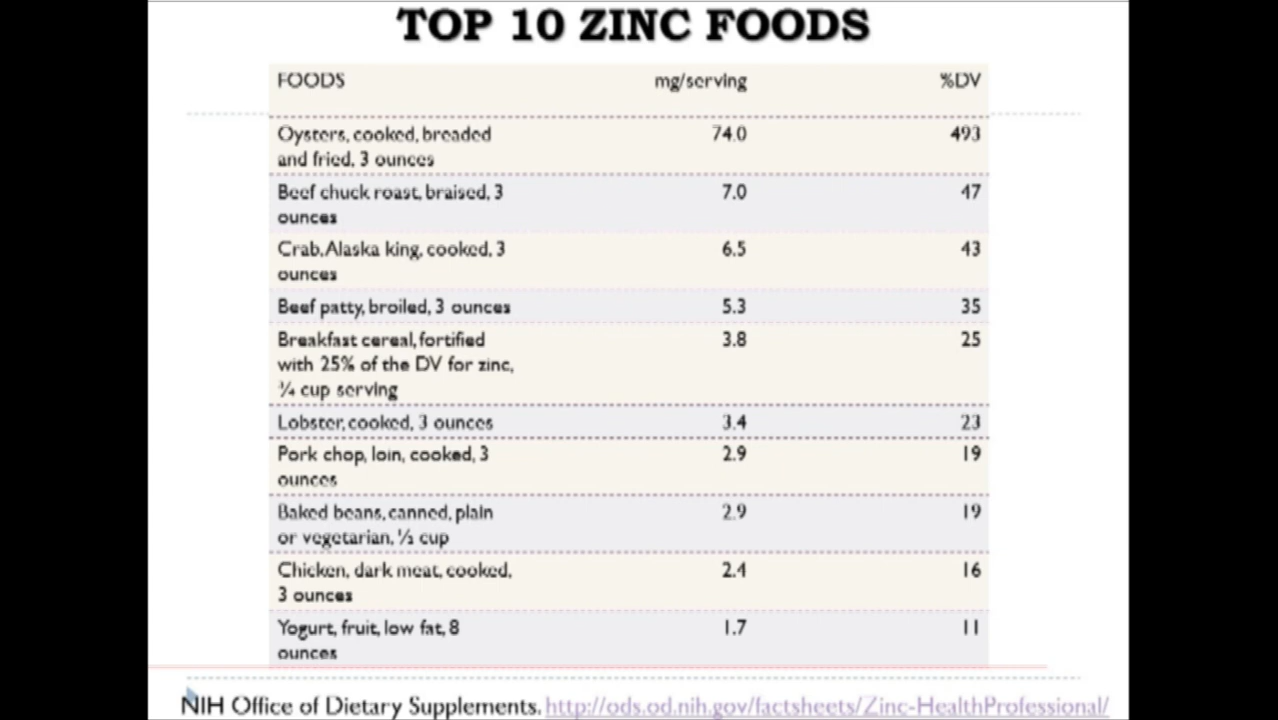 TOP 10 ZINC FOODS
FOODS mg/serving %DV
Oysters, cooked, breaded 74.0 493
and fried, 3 ounces
Beef chuck roast, braised, 3 7.0 47
ounces
Crab, Alaska king, cooked, 3 6.5 43
ounces
Beef patty, broiled, 3 ounces 5.3 35
Breakfast cereal, fortified 3.8 25
with 25% of the DV for zinc,
¾ cup serving
Lobster, cooked, 3 ounces 3.4 23
Pork chop, loin, cooked, 3 2.9 19
ounces
Baked beans, canned, plain 2.9 19
or vegetarian, ½ cup
Chicken, dark meat, cooked, 2.4 16
3 ounces
Yogurt, fruit, low fat, 8 1.7 11
ounces
NIH Office of Dietary Supplements. http://ods.od.nih.gov/factsheets/Zinc-HealthProfessional/